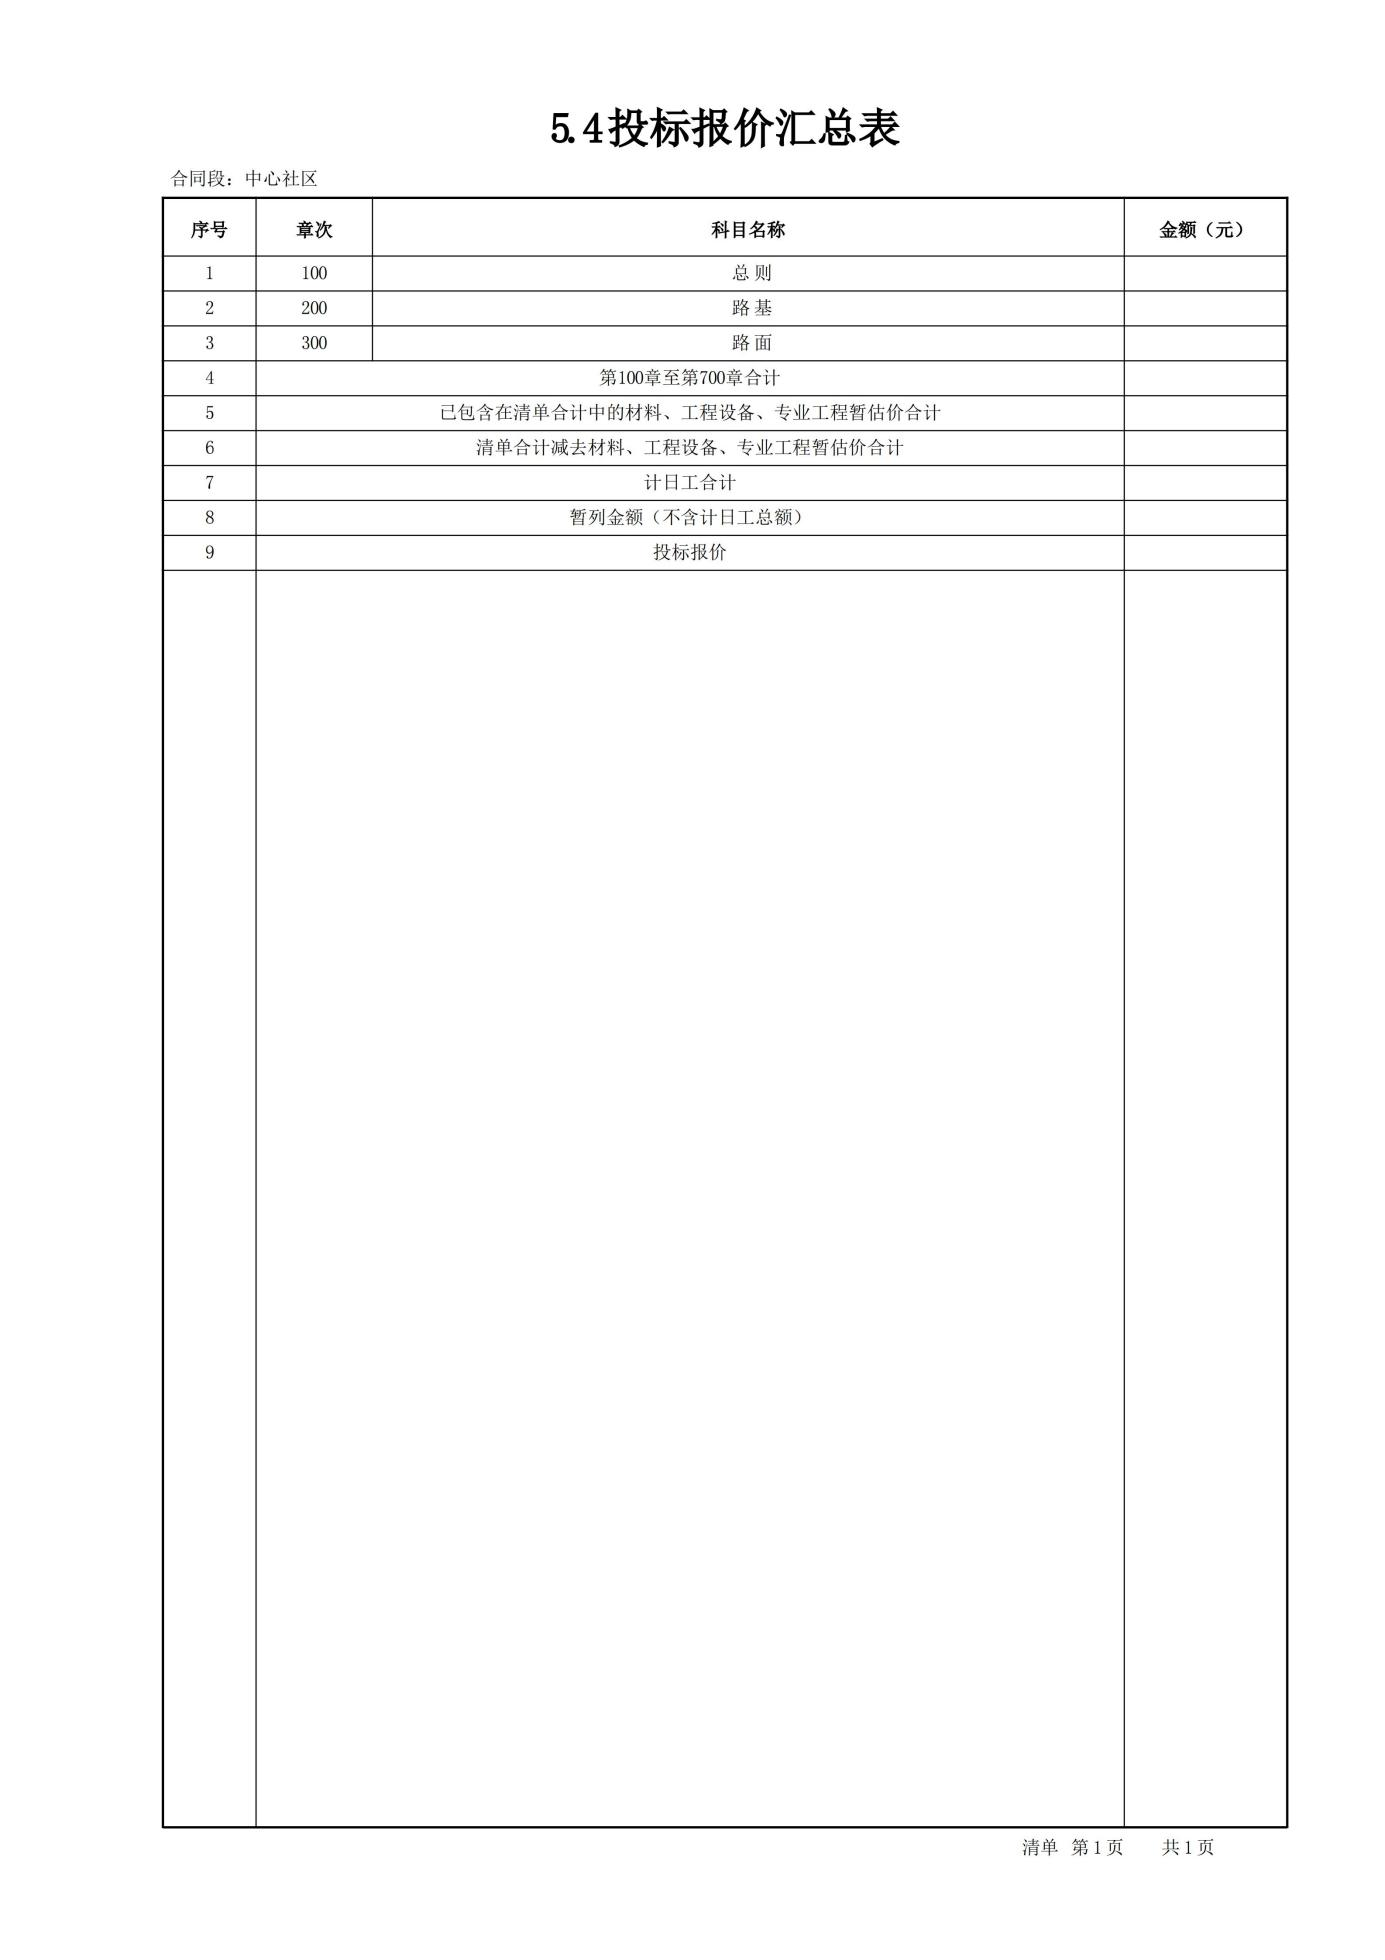 5.4投标报价汇总表
合同段：中心社区
序号 章次 科目名称 金额（元）
1 100 总 则
2 200 路 基
3 300 路 面
4 第100章至第700章合计
5 已包含在清单合计中的材料、工程设备、专业工程暂估价合计
6 清单合计减去材料、工程设备、专业工程暂估价合计
7 计日工合计
8 暂列金额（不含计日工总额）
9 投标报价
清单 第1页 共1页